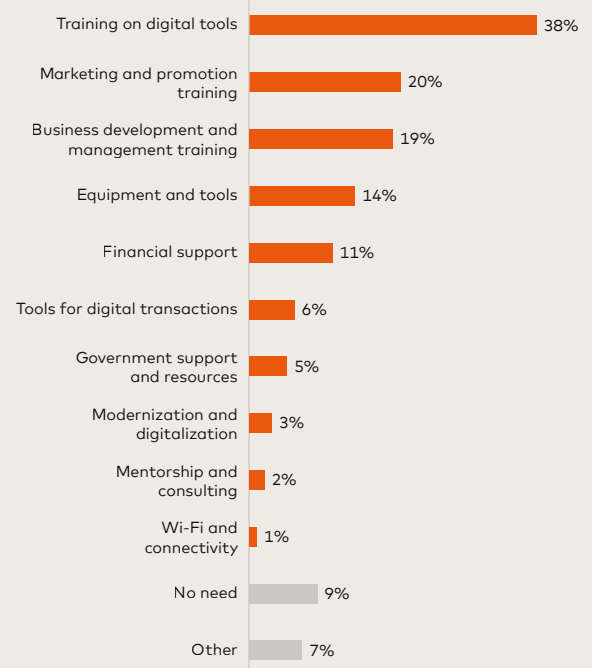 Training on digital tools 38%
Marketing and promotion
training 20%
Business development and
management training 19%
Equipment and tools 14%
Financial support 11%
Tools for digital transactions 6%
Government support
and resources 5%
Modernization and
digitalization 3%
Mentorship and
consulting 2%
Wi-Fi and
connectivity 1%
No need 9%
Other 7%